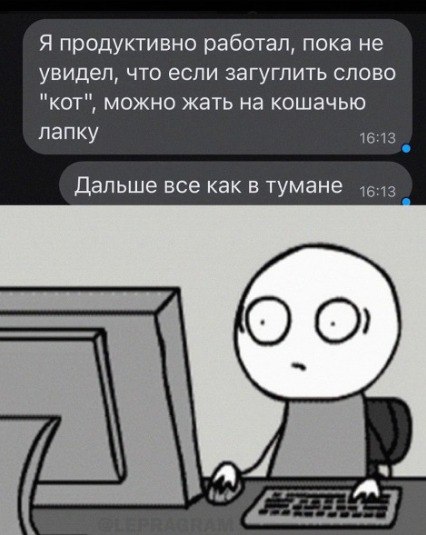 Я продуктивно работал, пока не
увидел, что если загуглить слово
"кот", можно жать на кошачью
лапку
16:13
Дальше все как в тумане 16:13
LEPRAGRAM